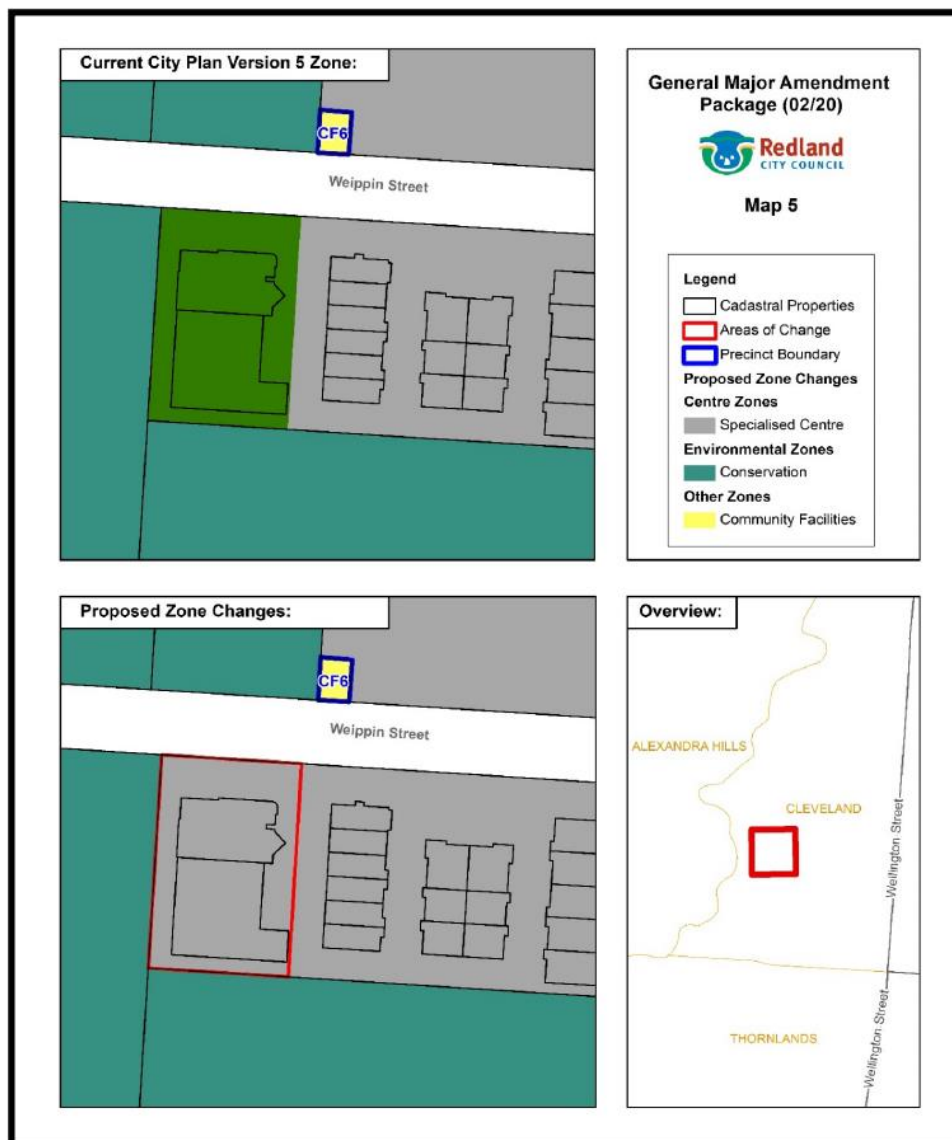 Current City Plan Version 5 Zone:
CF6
Weippin Street
General Major Amendment
Package (02/20)
Redland
CITY COUNCIL
Map 5
Legend
Cadastral Properties
Areas of Change
Precinct Boundary
Proposed Zone Changes
Centre Zones
Specialised Centre
Environmental Zones
Conservation
Other Zones
Community Facilities
Proposed Zone Changes:
CF6
Weippin Street
Overview:
ALEXANDRA HILLS
CLEVELAND
Wellington Street
Wellington Street
THORNLANDS